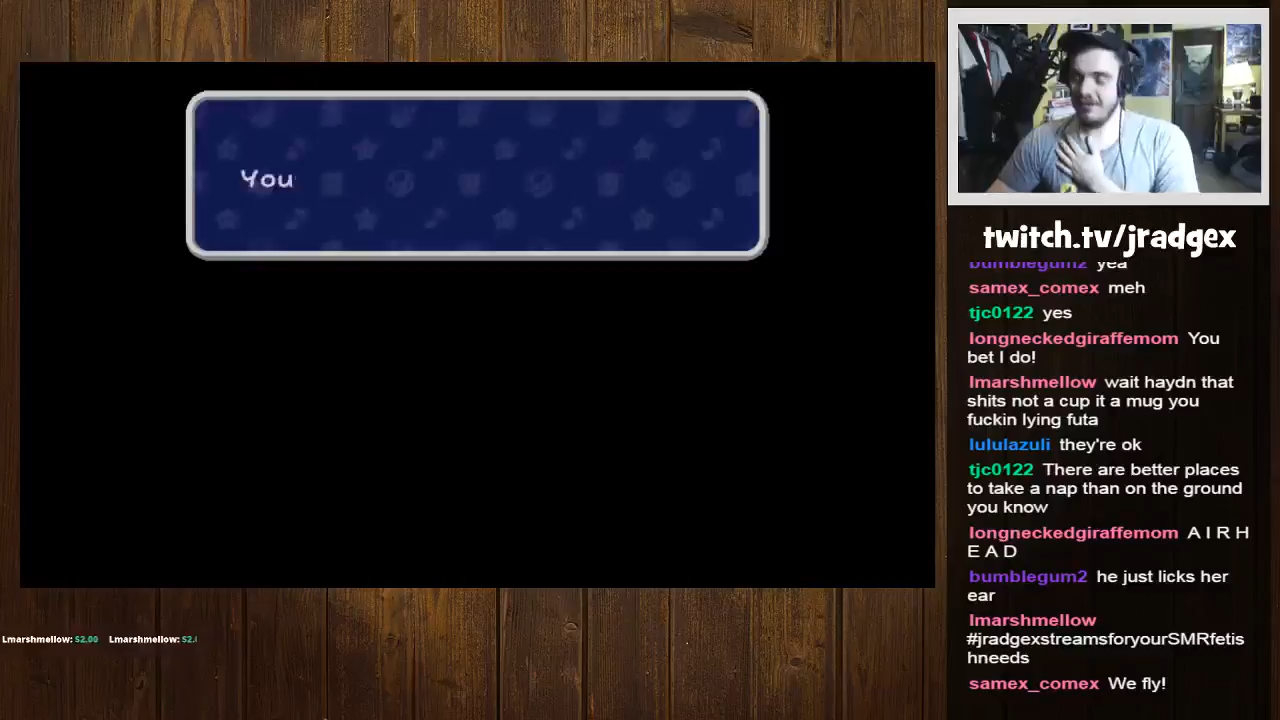 You
twitch.tv/jradgex
bumblegum2 yea
samex_comex meh
tjc0122 yes
longneckedgiraffemom You
bet I do!
lmarshmellow wait haydn that
shits not a cup it a mug you
fuckin lying futa
lululazuli they're ok
tjc0122 There are better places
to take a nap than on the ground
you know
longneckedgiraffemom A I R H
E A D
bumblegum2 he just licks her
ear
lmarshmellow
#jradgexstreamsforyourSMRfetis
hneeds
samex_comex We fly!
Lmarshmellow: $2.00 Lmarshmellow: $2.